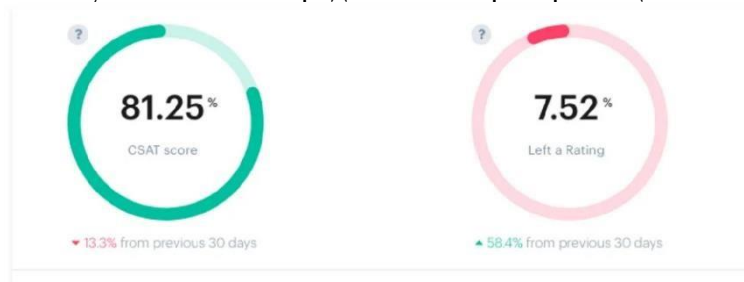 ?
81.25%
CSAT score
▼ 13.3% from previous 30 days
?
7.52%
Left a Rating
▲ 58.4% from previous 30 days